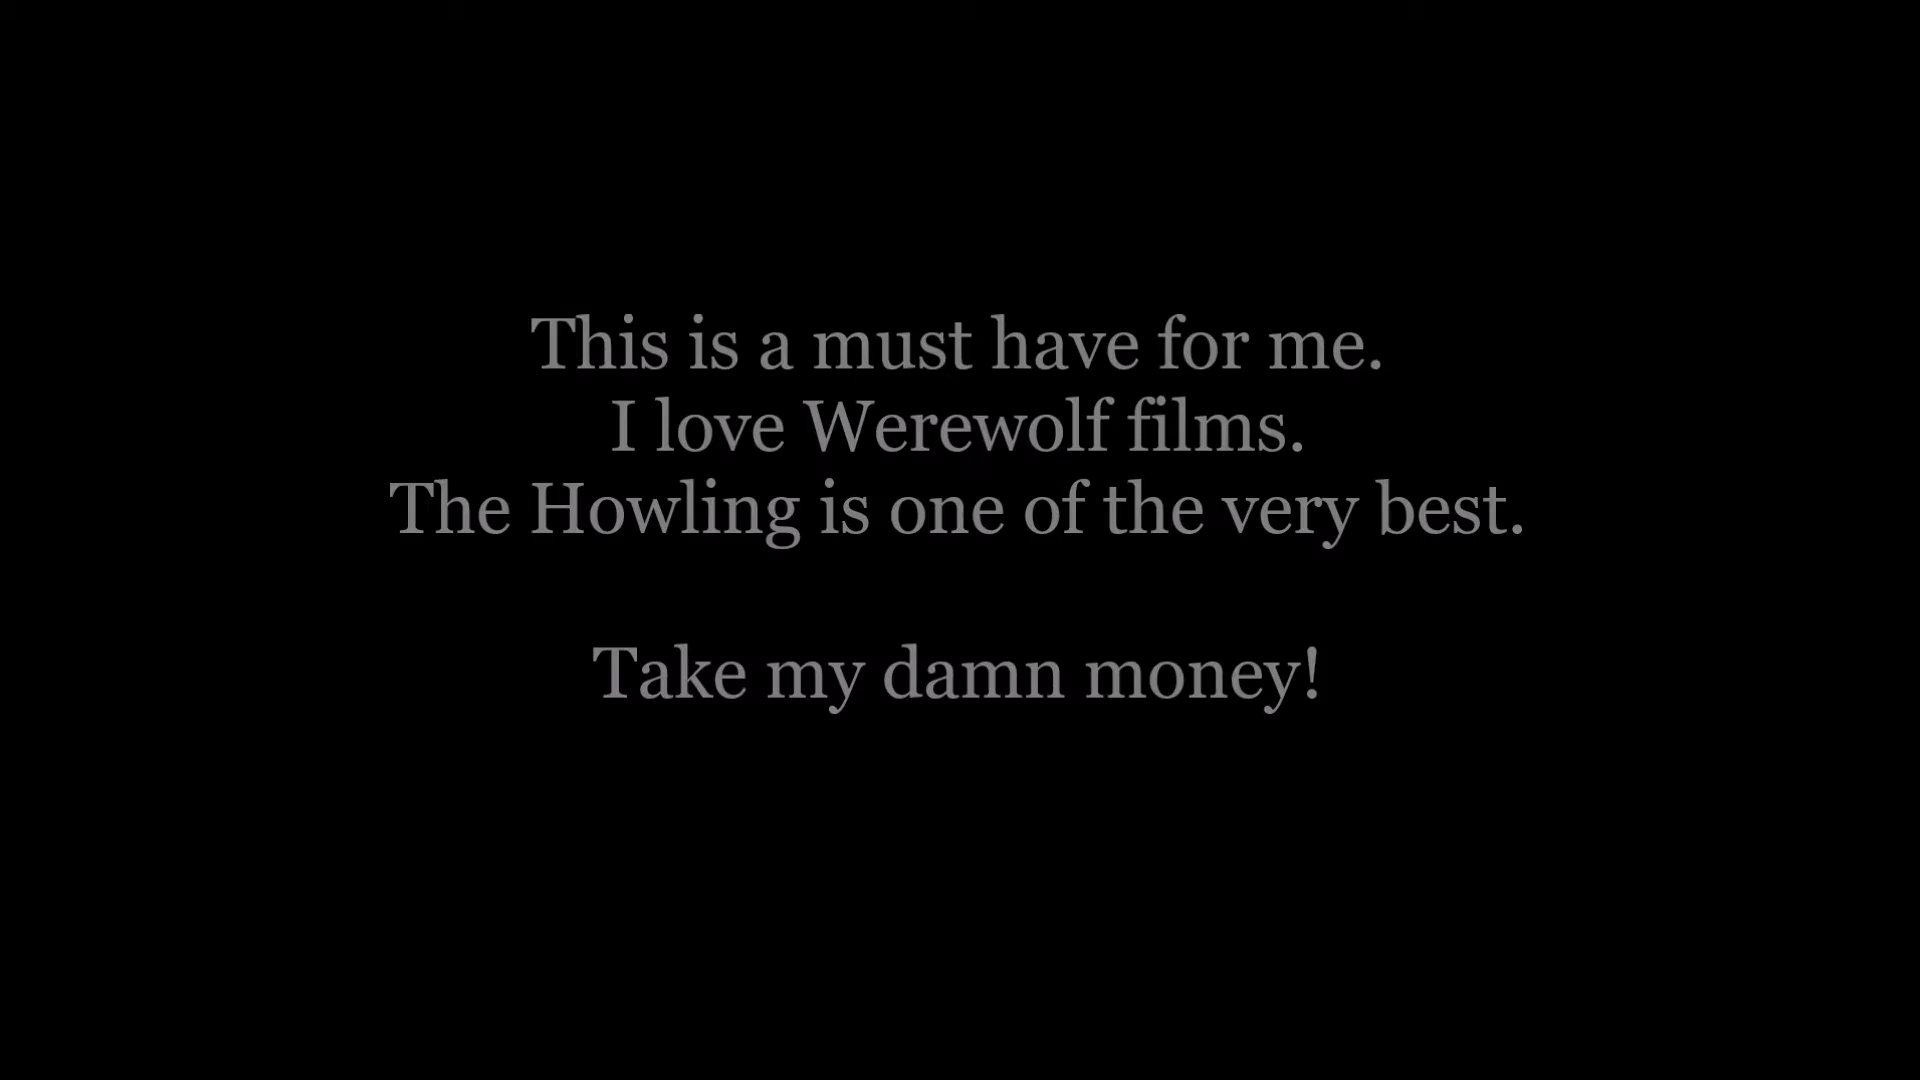 This is a must have for me.
I love Werewolf films.
The Howling is one of the very best.
Take my damn money!